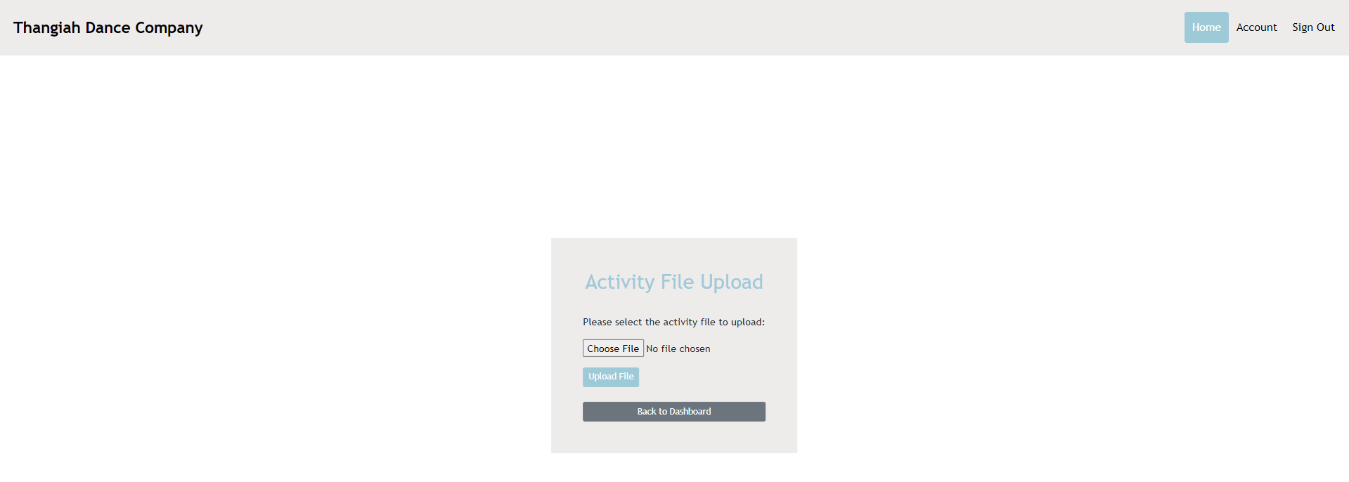 Thangiah Dance Company
Home Account Sign Out
Activity File Upload
Please select the activity file to upload:
Choose File No file chosen
Upload File
Back to Dashboard